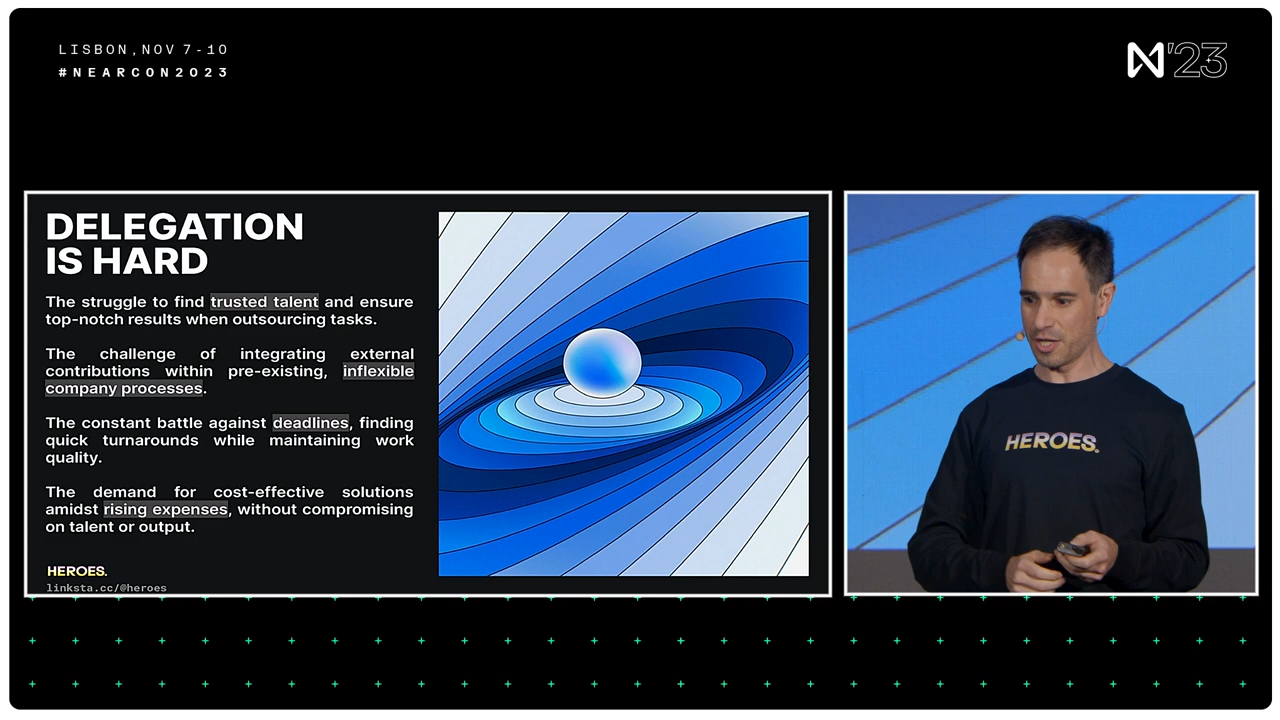 LISBON, NOV 7-10
#NEARCON2023
N'23
DELEGATION
IS HARD
The struggle to find trusted talent and ensure
top-notch results when outsourcing tasks.
The challenge of integrating external
contributions within pre-existing, inflexible
company processes.
The constant battle against deadlines, finding
quick turnarounds while maintaining work
quality.
The demand for cost-effective solutions
amidst rising expenses, without compromising
on talent or output.
HEROES.
linksta.cc/@heroes
HEROES.